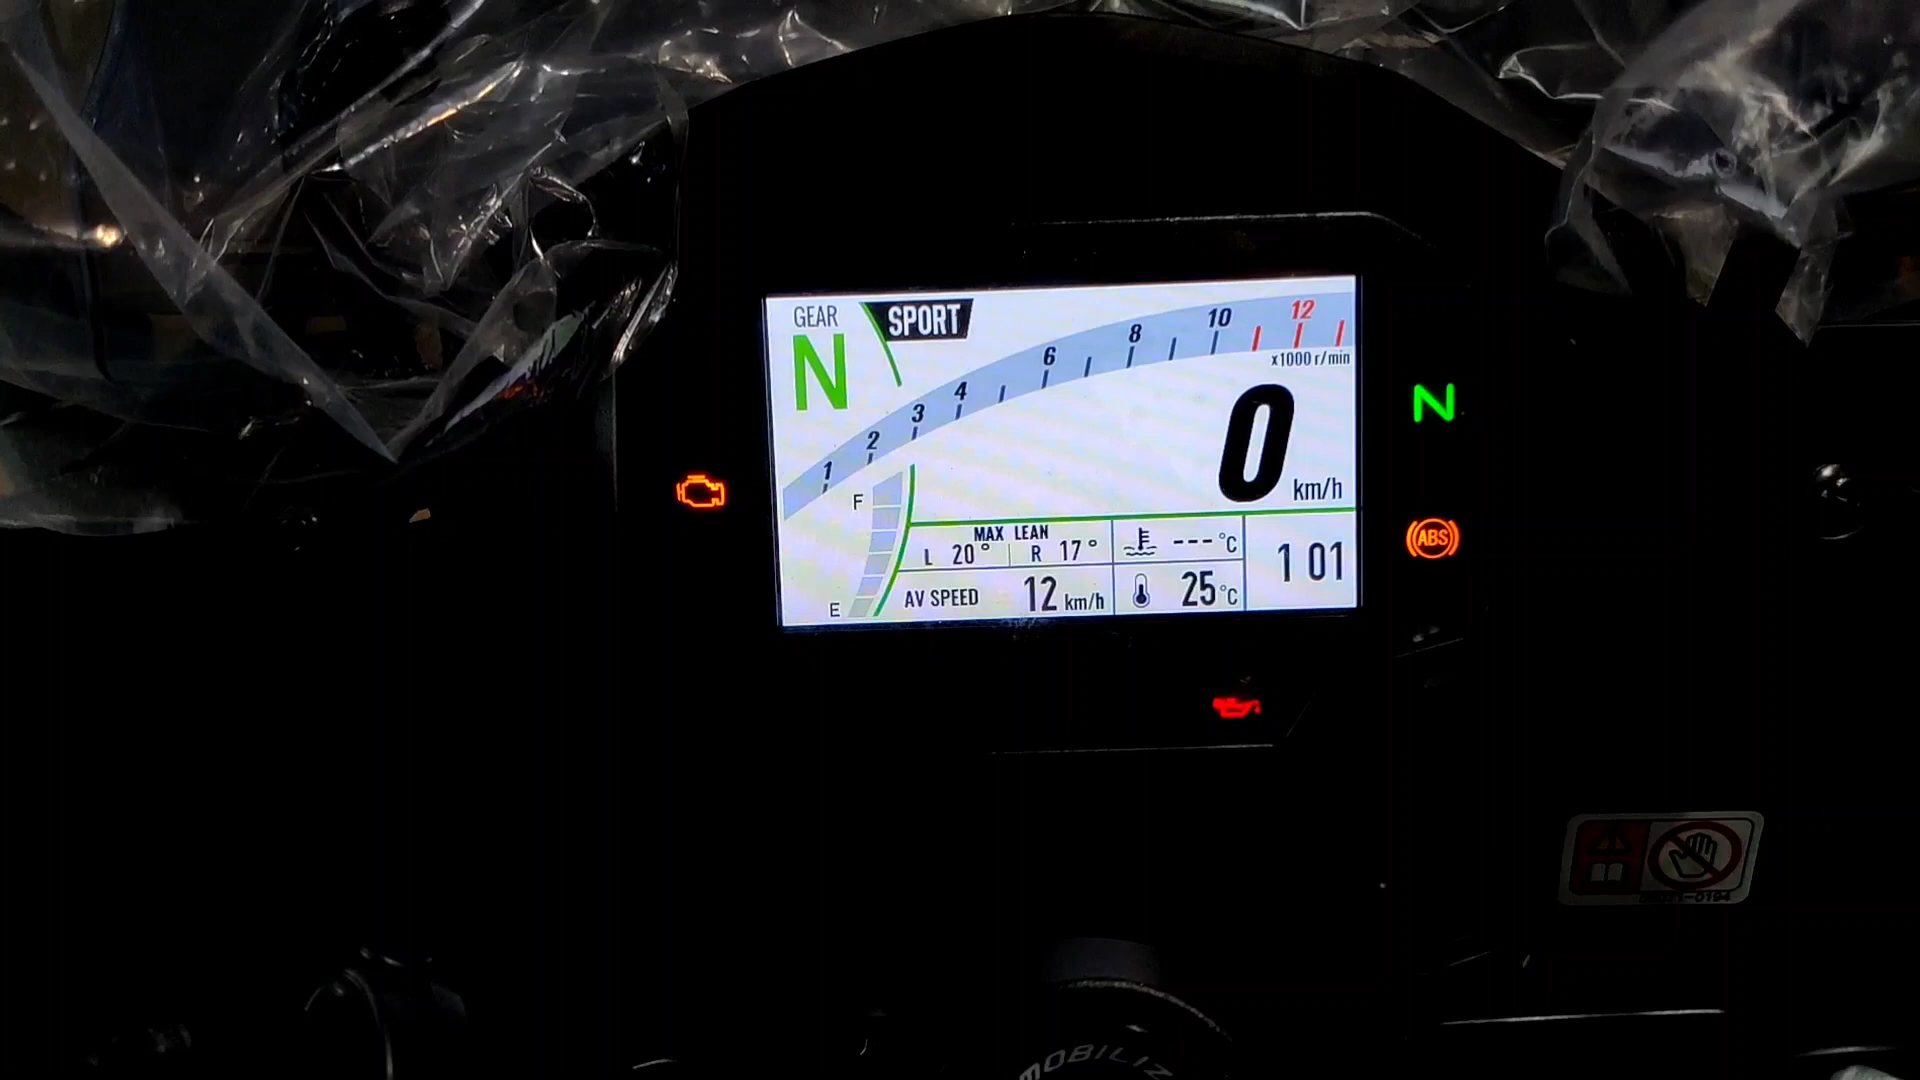 GEAR
SPORT
N
1 2 3 4 6 8 10 12
x1000 r/min
0
km/h
N
F
E
MAX LEAN
L 20° R 17°
--- °C
AV SPEED 12 km/h
25 °C
1 01
ABS
MOBILIZ